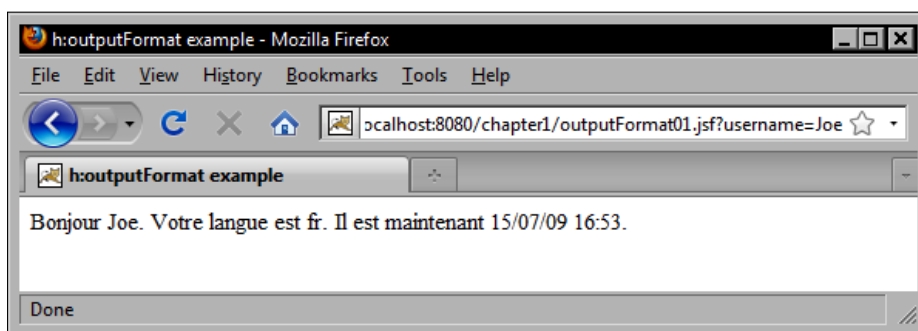 h:outputFormat example - Mozilla Firefox
File Edit View History Bookmarks Tools Help
ocalhost:8080/chapter1/outputFormat01.jsf?username=Joe
h:outputFormat example
Bonjour Joe. Votre langue est fr. Il est maintenant 15/07/09 16:53.
Done